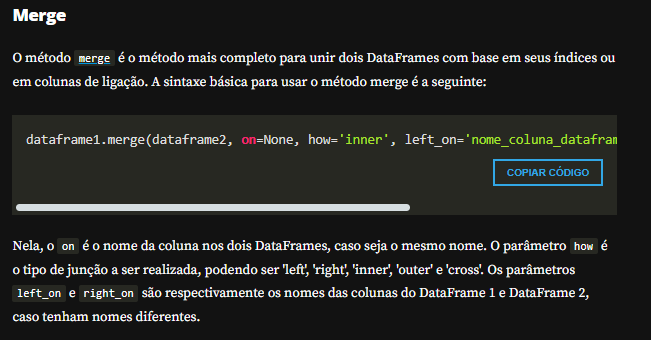 Merge
O método merge é o método mais completo para unir dois DataFrames com base em seus índices ou
em colunas de ligação. A sintaxe básica para usar o método merge é a seguinte:
dataframe1.merge(dataframe2, on=None, how='inner', left_on='nome_coluna_datafram
COPIAR CÓDIGO
Nela, o on é o nome da coluna nos dois DataFrames, caso seja o mesmo nome. O parâmetro how é
o tipo de junção a ser realizada, podendo ser 'left', 'right', 'inner', 'outer' e 'cross'. Os parâmetros
left_on e right_on são respectivamente os nomes das colunas do DataFrame 1 e DataFrame 2,
caso tenham nomes diferentes.